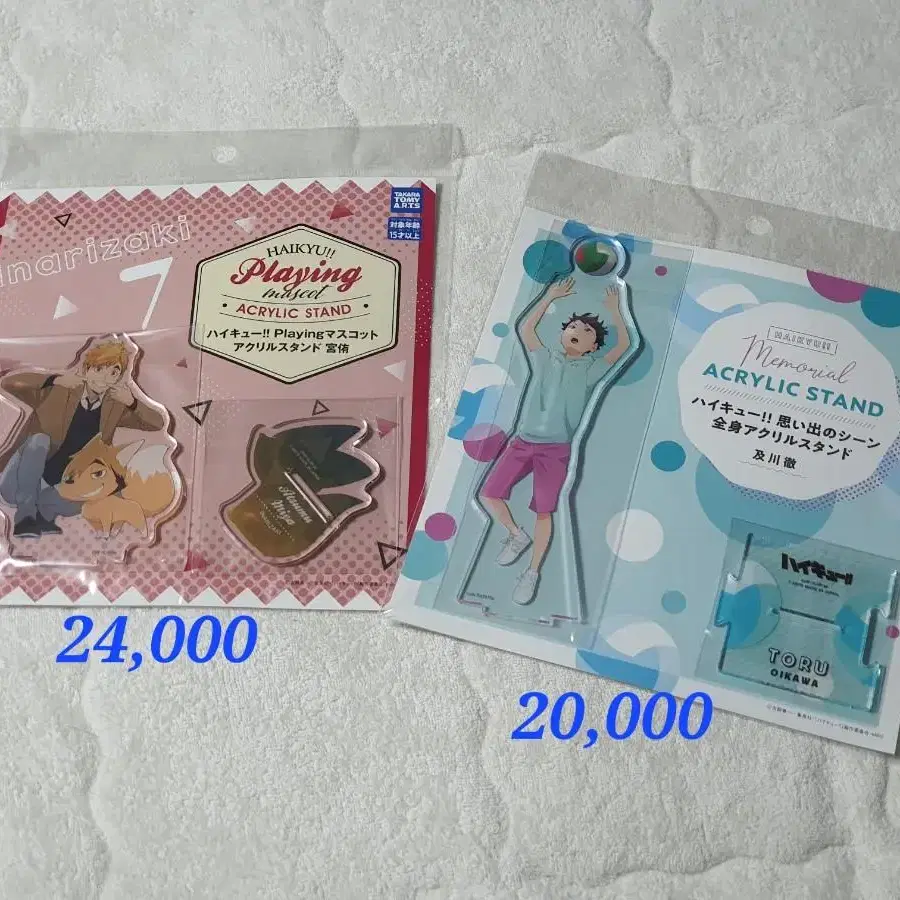 narizaki
7
HAIKYU!!
Playing
mascot
ACRYLIC STAND
ハイキュー!! Playingマスコット
アクリルスタンド 宮侑
TAKARA
TOMY
A.R.T.S
対象年齢
15才以上
Atsumu
Miya
24,000
HAIKYU!!
Memorial
ACRYLIC STAND
ハイキュー!! 思い出のシーン
全身アクリルスタンド
及川 徹
ハイキュー!!
TORU
OIKAWA
20,000